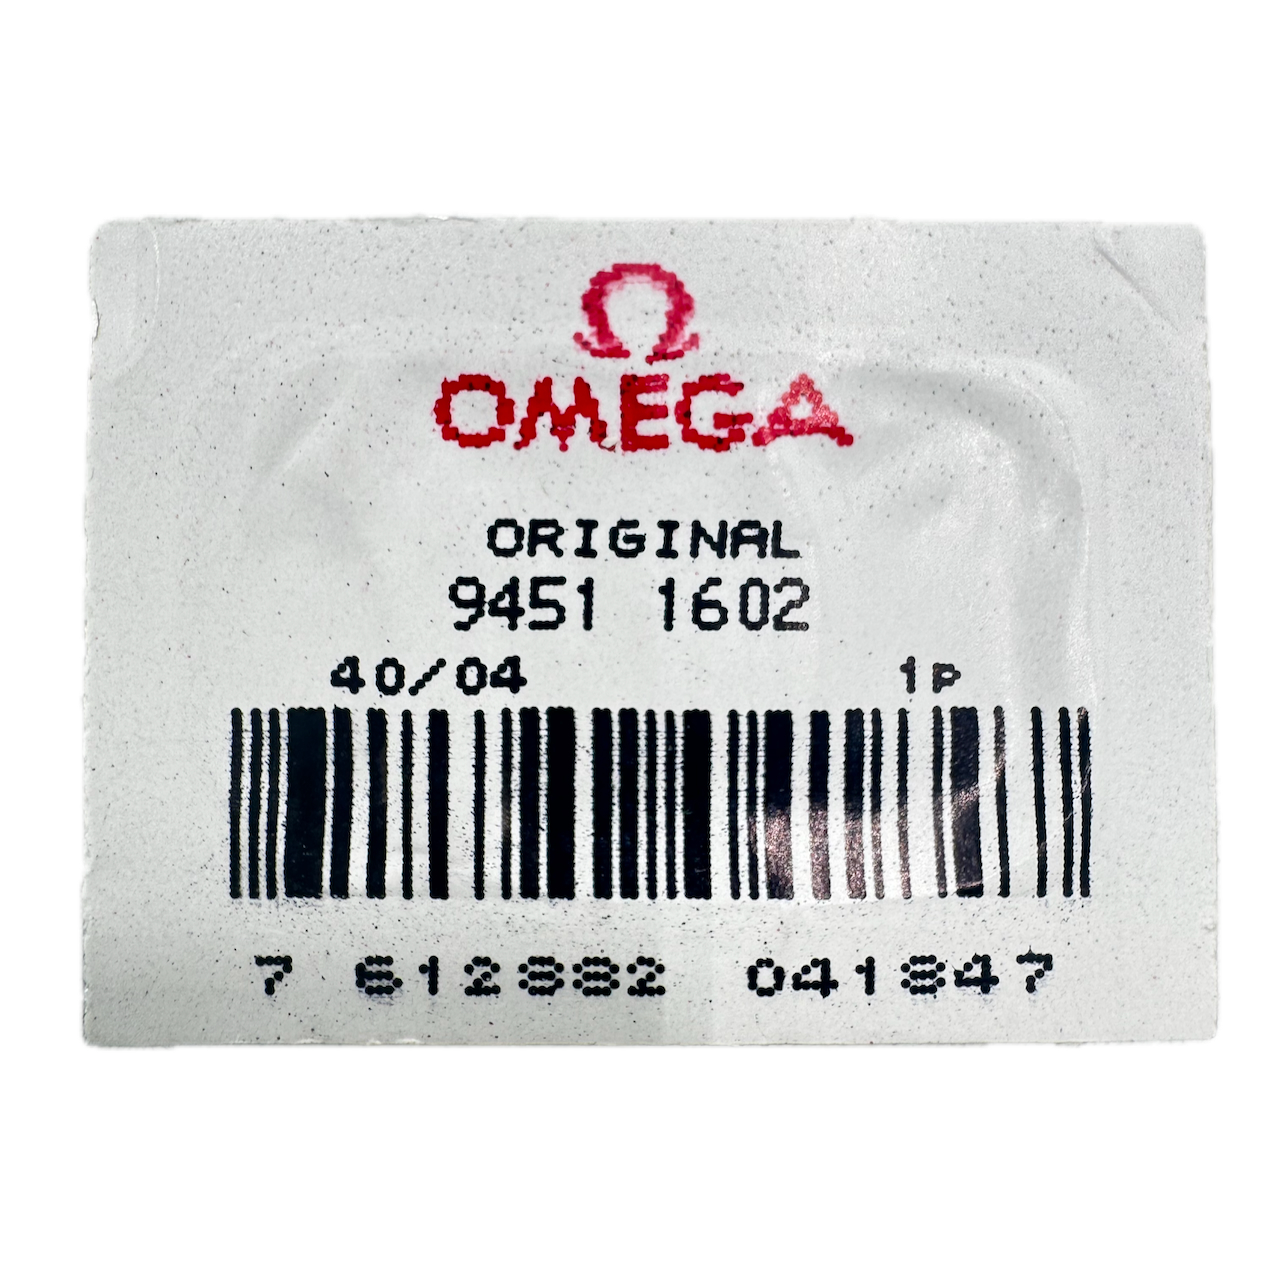 OMEGA
ORIGINAL
9451 1602
40/04 1P
7 612882 041847